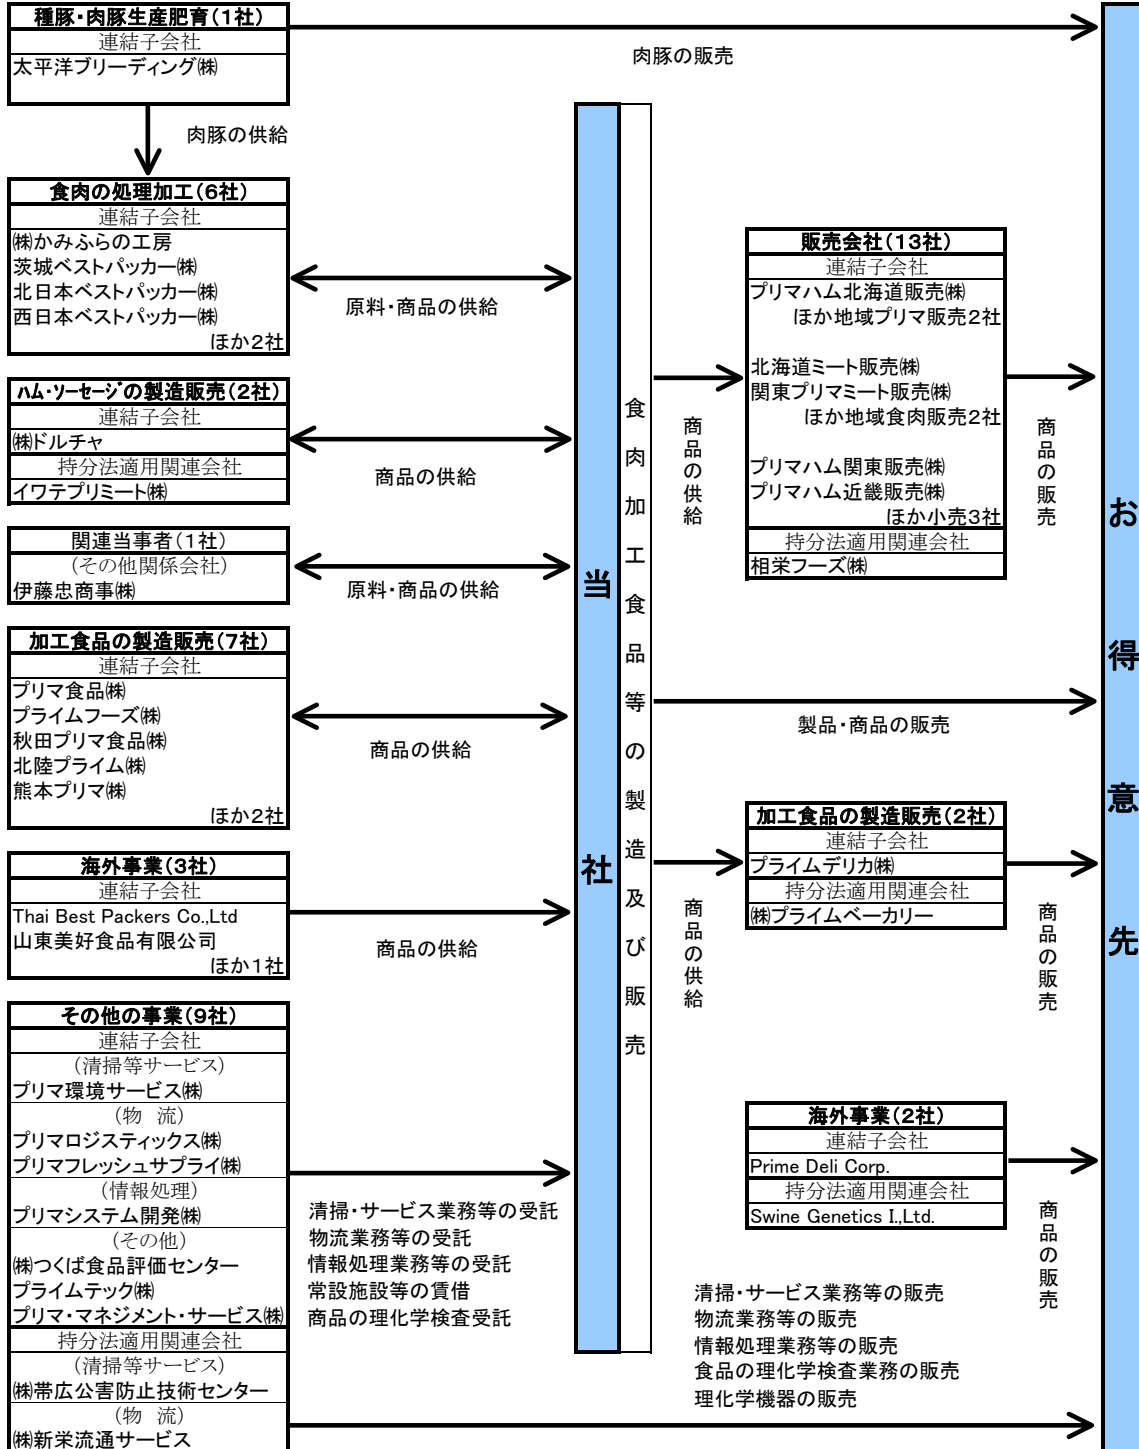 種豚・肉豚生産肥育(1社)
連結子会社
太平洋ブリーディング㈱
肉豚の販売
肉豚の供給
食肉の処理加工(6社)
連結子会社
㈱かみふらの工房
茨城ベストパッカー㈱
北日本ベストパッカー㈱
西日本ベストパッカー㈱
ほか2社
原料・商品の供給
ハム・ソーセージの製造販売(2社)
連結子会社
㈱ドルチャ
持分法適用関連会社
イワテプリミート㈱
商品の供給
関連当事者(1社)
(その他関係会社)
伊藤忠商事㈱
原料・商品の供給
加工食品の製造販売(7社)
連結子会社
プリマ食品㈱
プライムフーズ㈱
秋田プリマ食品㈱
北陸プライム㈱
熊本プリマ㈱
ほか2社
商品の供給
海外事業(3社)
連結子会社
Thai Best Packers Co.,Ltd
山東美好食品有限公司
ほか1社
商品の供給
その他の事業(9社)
連結子会社
(清掃等サービス)
プリマ環境サービス㈱
(物 流)
プリマロジスティックス㈱
プリマフレッシュサプライ㈱
(情報処理)
プリマシステム開発㈱
(その他)
㈱つくば食品評価センター
プライムテック㈱
プリマ・マネジメント・サービス㈱
持分法適用関連会社
(清掃等サービス)
㈱帯広公害防止技術センター
(物 流)
㈱新栄流通サービス
清掃・サービス業務等の受託
物流業務等の受託
情報処理業務等の受託
常設施設等の賃借
商品の理化学検査受託
当社
食肉加工食品等の製造及び販売
商品の供給
販売会社(13社)
連結子会社
プリマハム北海道販売㈱
ほか地域プリマ販売2社
北海道ミート販売㈱
関東プリマミート販売㈱
ほか地域食肉販売2社
プリマハム関東販売㈱
プリマハム近畿販売㈱
ほか小売3社
持分法適用関連会社
相栄フーズ㈱
商品の販売
製品・商品の販売
商品の供給
加工食品の製造販売(2社)
連結子会社
プライムデリカ㈱
持分法適用関連会社
㈱プライムベーカリー
商品の販売
海外事業(2社)
連結子会社
Prime Deli Corp.
持分法適用関連会社
Swine Genetics I.,Ltd.
商品の販売
清掃・サービス業務等の販売
物流業務等の販売
情報処理業務等の販売
食品の理化学検査業務の販売
理化学機器の販売
お得意先